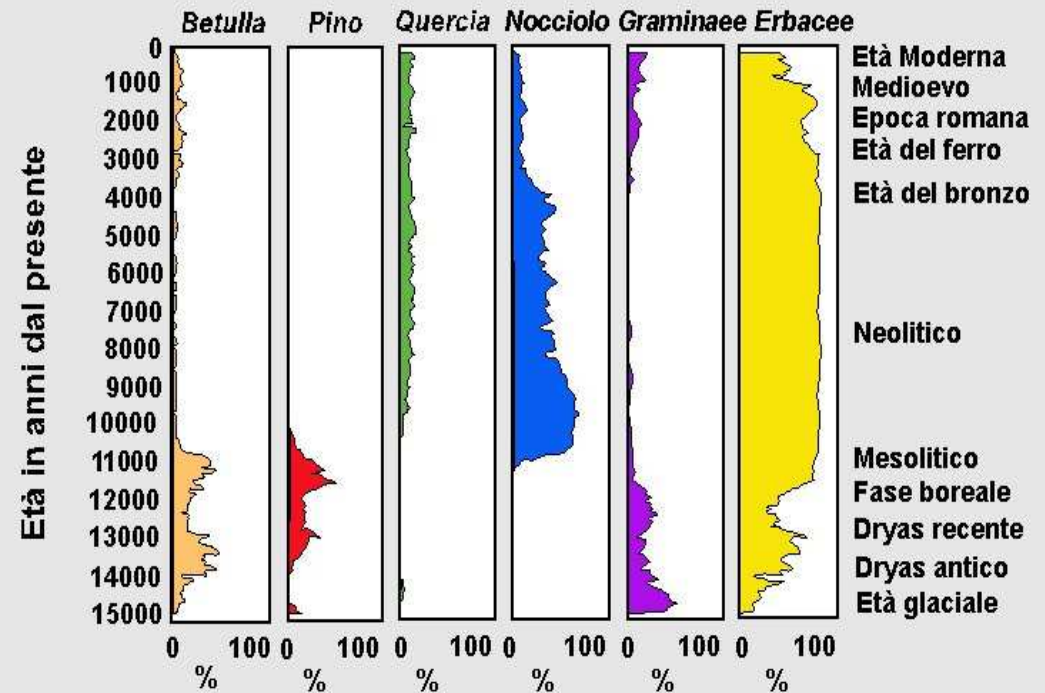 Betulla Pino Quercia Nocciolo Graminaee Erbacee
Età in anni dal presente
0 Età Moderna
1000 Medioevo
2000 Epoca romana
3000 Età del ferro
4000 Età del bronzo
5000
6000
7000 Neolitico
8000
9000
10000
11000 Mesolitico
12000 Fase boreale
13000 Dryas recente
14000 Dryas antico
15000 Età glaciale
0 100 0 100 0 100 0 100 0 100 0 100
% % % % % %